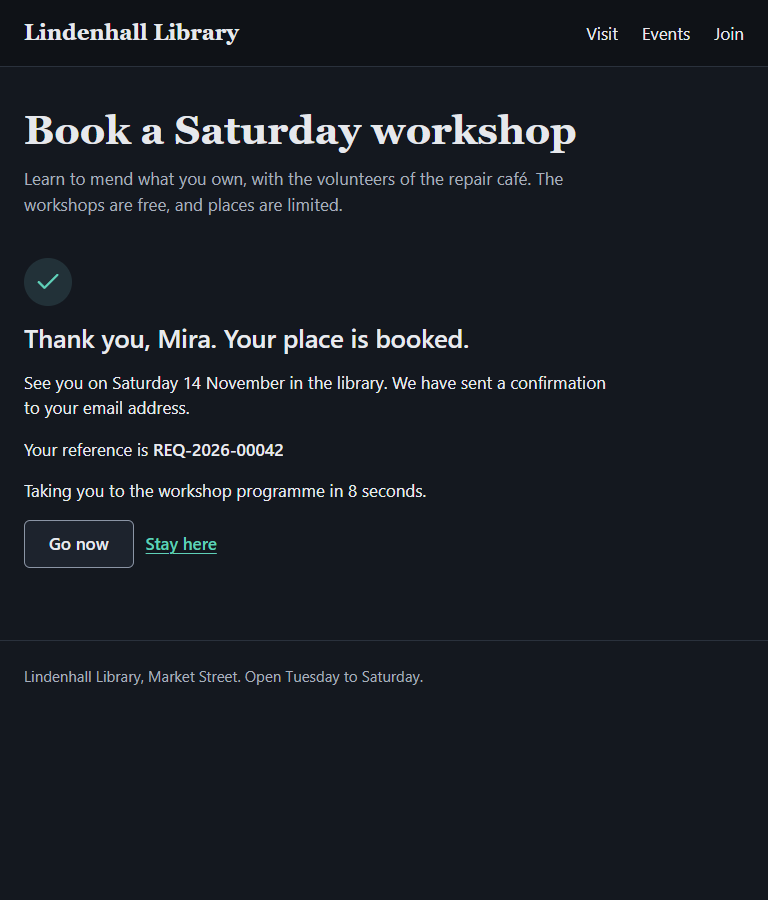 Lindenhall Library
Visit Events Join
Book a Saturday workshop
Learn to mend what you own, with the volunteers of the repair café. The
workshops are free, and places are limited.
Thank you, Mira. Your place is booked.
See you on Saturday 14 November in the library. We have sent a confirmation
to your email address.
Your reference is REQ-2026-00042
Taking you to the workshop programme in 8 seconds.
Go now Stay here
Lindenhall Library, Market Street. Open Tuesday to Saturday.